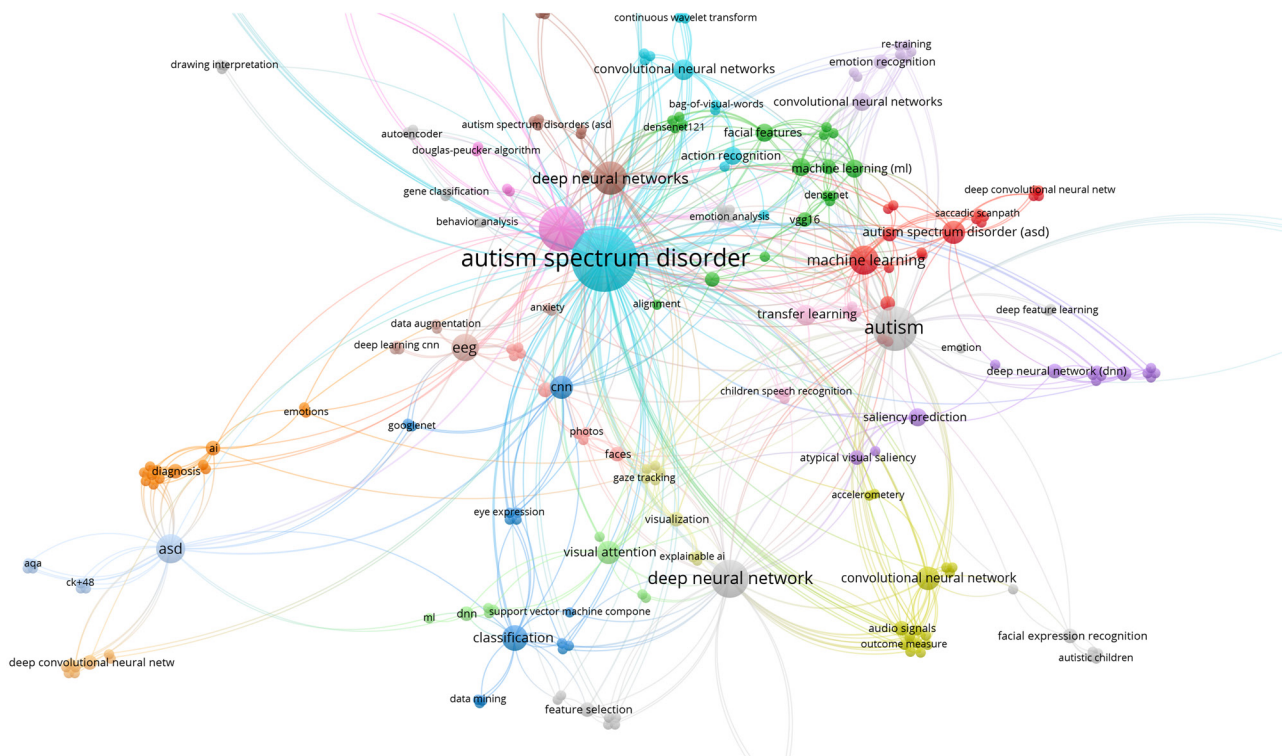 continuous wavelet transform
re-training
drawing interpretation
convolutional neural networks
emotion recognition
bag-of-visual-words
convolutional neural networks
autism spectrum disorders (asd
densenet121
autoencoder
facial features
douglas-peucker algorithm
action recognition
machine learning (ml)
deep neural networks
gene classification
densenet
deep convolutional neural netw
behavior analysis
emotion analysis
vgg16
saccadic scanpath
autism spectrum disorder (asd)
autism spectrum disorder
machine learning
anxiety
alignment
transfer learning
deep feature learning
data augmentation
autism
deep learning cnn
eeg
emotion
deep neural network (dnn)
cnn
children speech recognition
emotions
googlenet
saliency prediction
photos
ai
faces
atypical visual saliency
diagnosis
gaze tracking
accelerometery
eye expression
visualization
asd
visual attention
explainable ai
aqa
ck+48
deep neural network
convolutional neural network
ml
dnn
support vector machine compone
audio signals
classification
outcome measure
facial expression recognition
deep convolutional neural netw
autistic children
data mining
feature selection